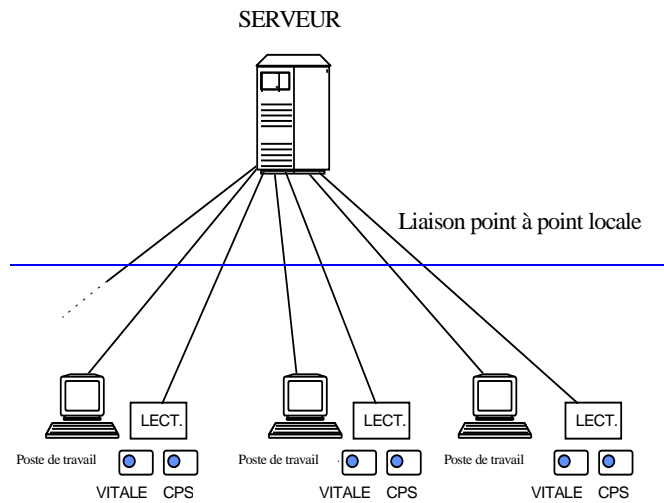 SERVEUR
Liaison point à point locale
LECT. LECT. LECT.
Poste de travail Poste de travail Poste de travail
VITALE CPS VITALE CPS VITALE CPS